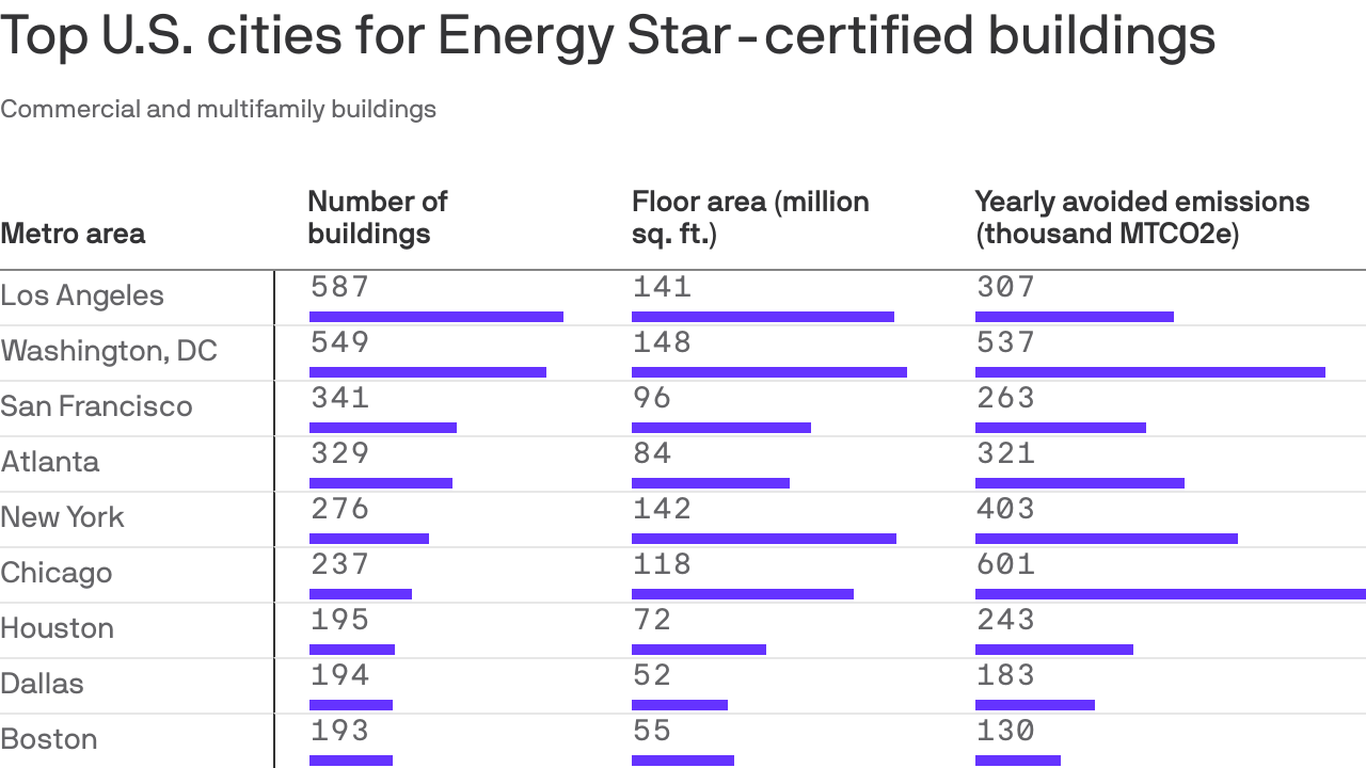 Top U.S. cities for Energy Star-certified buildings
Commercial and multifamily buildings
Metro area
Number of
buildings
Floor area (million
sq. ft.)
Yearly avoided emissions
(thousand MTCO2e)
Los Angeles 587 141 307
Washington, DC 549 148 537
San Francisco 341 96 263
Atlanta 329 84 321
New York 276 142 403
Chicago 237 118 601
Houston 195 72 243
Dallas 194 52 183
Boston 193 55 130